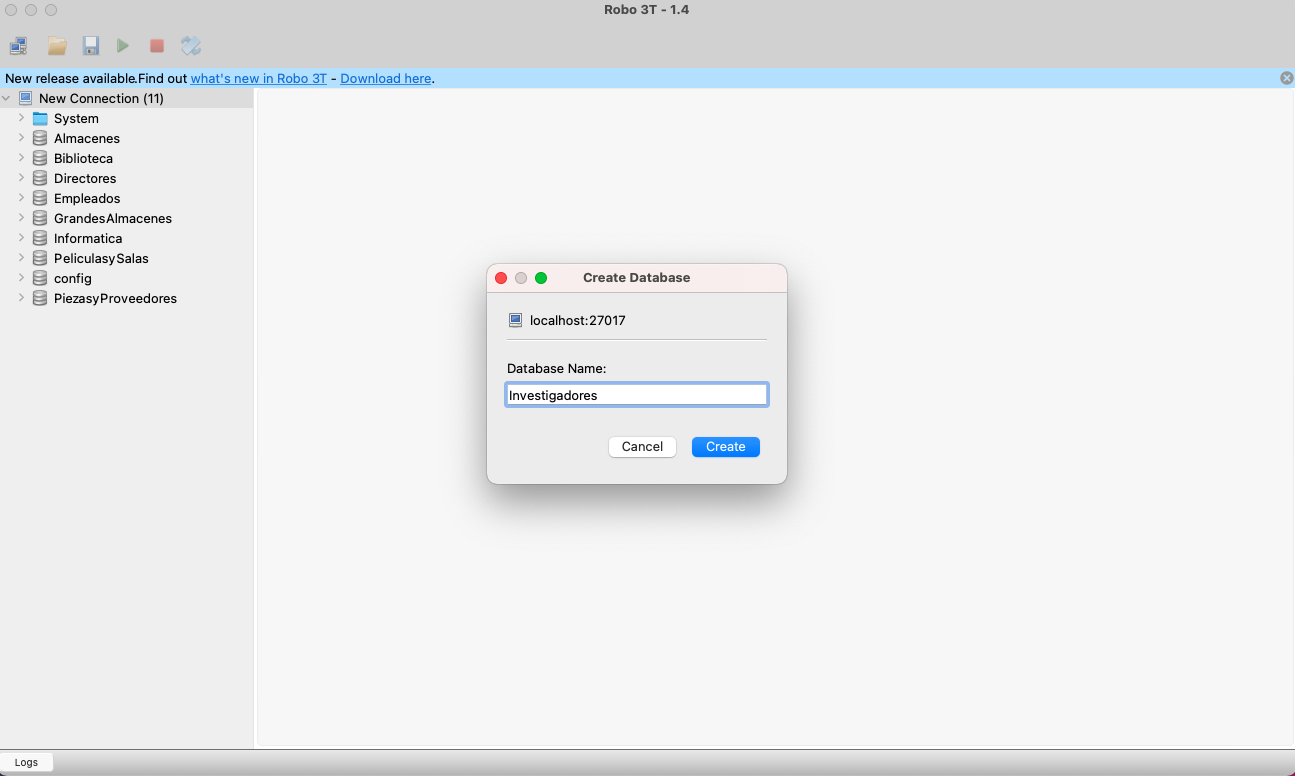 Robo 3T - 1.4
New release available.Find out what's new in Robo 3T - Download here.
New Connection (11)
System
Almacenes
Biblioteca
Directores
Empleados
GrandesAlmacenes
Informatica
PeliculasySalas
config
PiezasyProveedores
Create Database
localhost:27017
Database Name:
Investigadores
Cancel Create
Logs